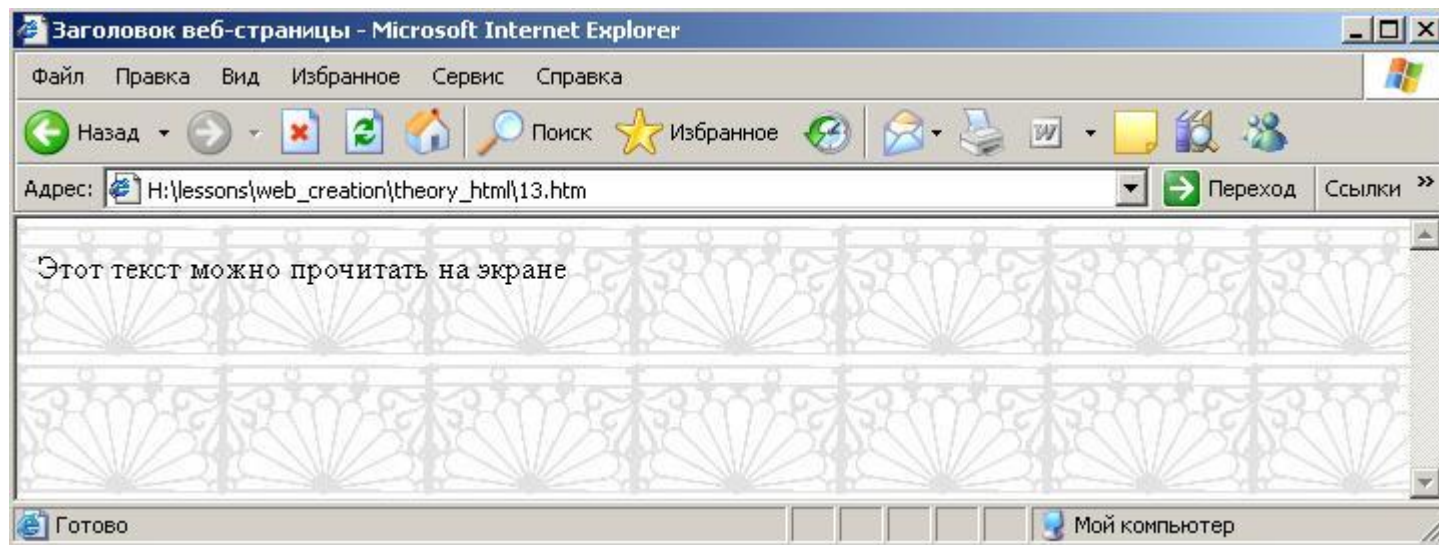 Заголовок веб-страницы - Microsoft Internet Explorer
Файл Правка Вид Избранное Сервис Справка
Назад Поиск Избранное
Адрес: H:\lessons\web_creation\theory_html\13.htm Переход Ссылки »
Этот текст можно прочитать на экране
Готово Мой компьютер